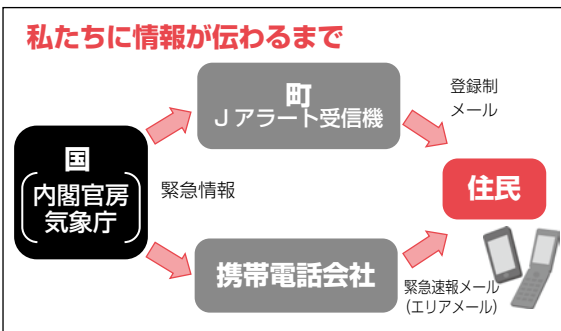 私たちに情報が伝わるまで
町
Jアラート受信機
登録制
メール
国
内閣官房
気象庁
緊急情報
住民
携帯電話会社
緊急速報メール
(エリアメール)